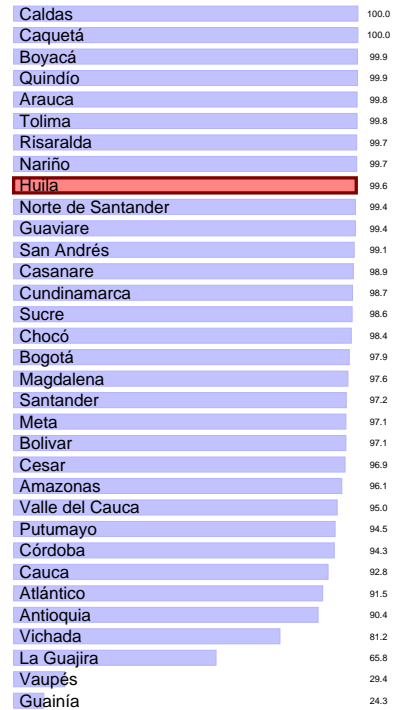 Caldas 100.0
Caquetá 100.0
Boyacá 99.9
Quindío 99.9
Arauca 99.8
Tolima 99.8
Risaralda 99.7
Nariño 99.7
Huila 99.6
Norte de Santander 99.4
Guaviare 99.4
San Andrés 99.1
Casanare 98.9
Cundinamarca 98.7
Sucre 98.6
Chocó 98.4
Bogotá 97.9
Magdalena 97.6
Santander 97.2
Meta 97.1
Bolivar 97.1
Cesar 96.9
Amazonas 96.1
Valle del Cauca 95.0
Putumayo 94.5
Córdoba 94.3
Cauca 92.8
Atlántico 91.5
Antioquia 90.4
Vichada 81.2
La Guajira 65.8
Vaupés 29.4
Guainía 24.3